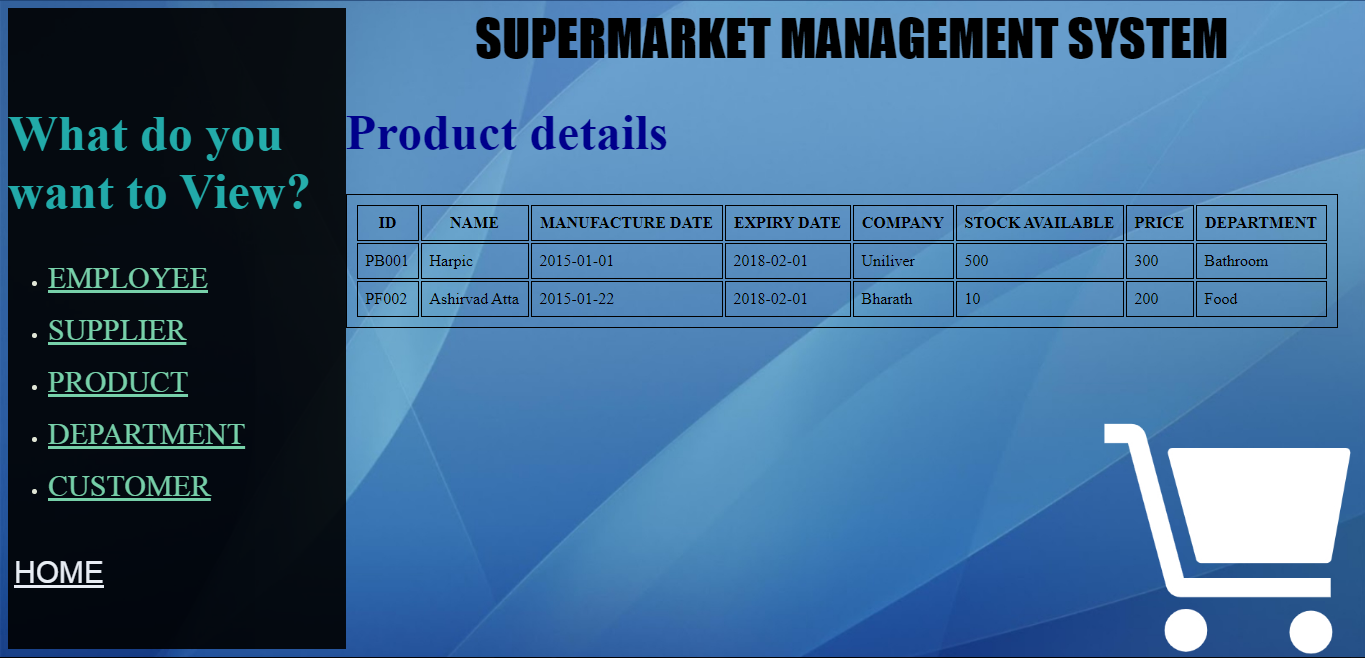 SUPERMARKET MANAGEMENT SYSTEM
What do you
want to View?
EMPLOYEE
SUPPLIER
PRODUCT
DEPARTMENT
CUSTOMER
HOME
Product details
ID NAME MANUFACTURE DATE EXPIRY DATE COMPANY STOCK AVAILABLE PRICE DEPARTMENT
PB001 Harpic 2015-01-01 2018-02-01 Uniliver 500 300 Bathroom
PF002 Ashirvad Atta 2015-01-22 2018-02-01 Bharath 10 200 Food